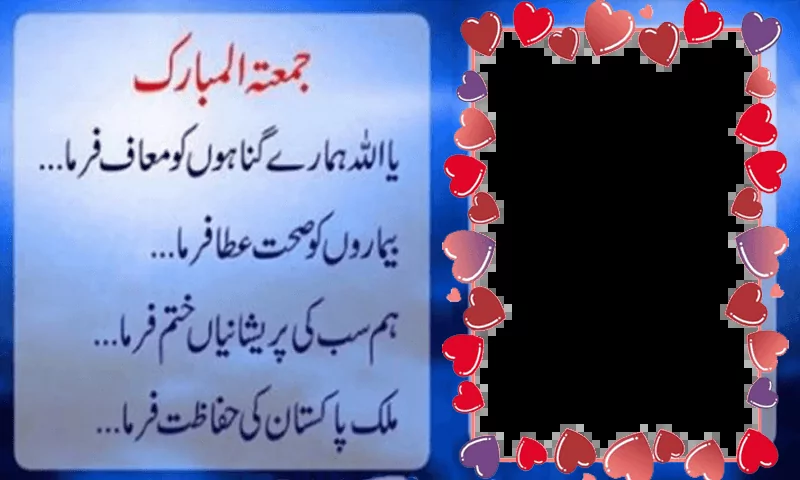 جمعتہ المبارک
یا اللہ ہمارے گناہوں کو معاف فرما...
بیماروں کو صحت عطا فرما...
ہم سب کی پریشانیاں ختم فرما...
ملک پاکستان کی حفاظت فرما...